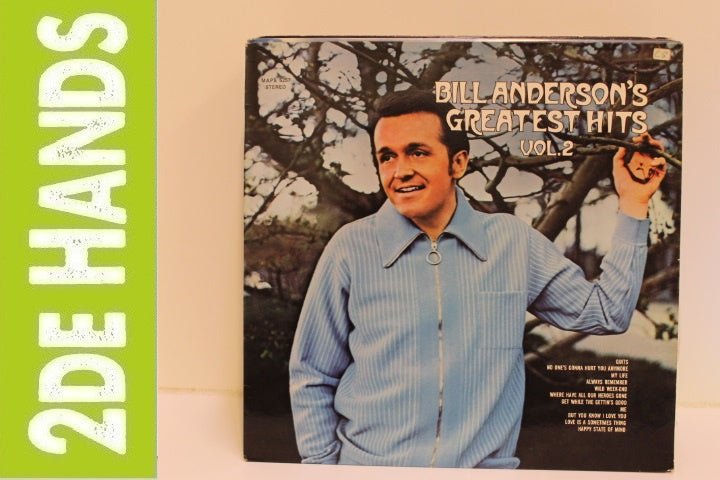 2DE HANDS
MAPS 5257
STEREO
BILL ANDERSON'S
GREATEST HITS
VOL.2
QUITS
NO ONE'S GONNA HURT YOU ANYMORE
MY LIFE
ALWAYS REMEMBER
WILD WEEK-END
WHERE HAVE ALL OUR HEROES GONE
GET WHILE THE GETTIN'S GOOD
ME
BUT YOU KNOW I LOVE YOU
LOVE IS A SOMETIMES THING
HAPPY STATE OF MIND